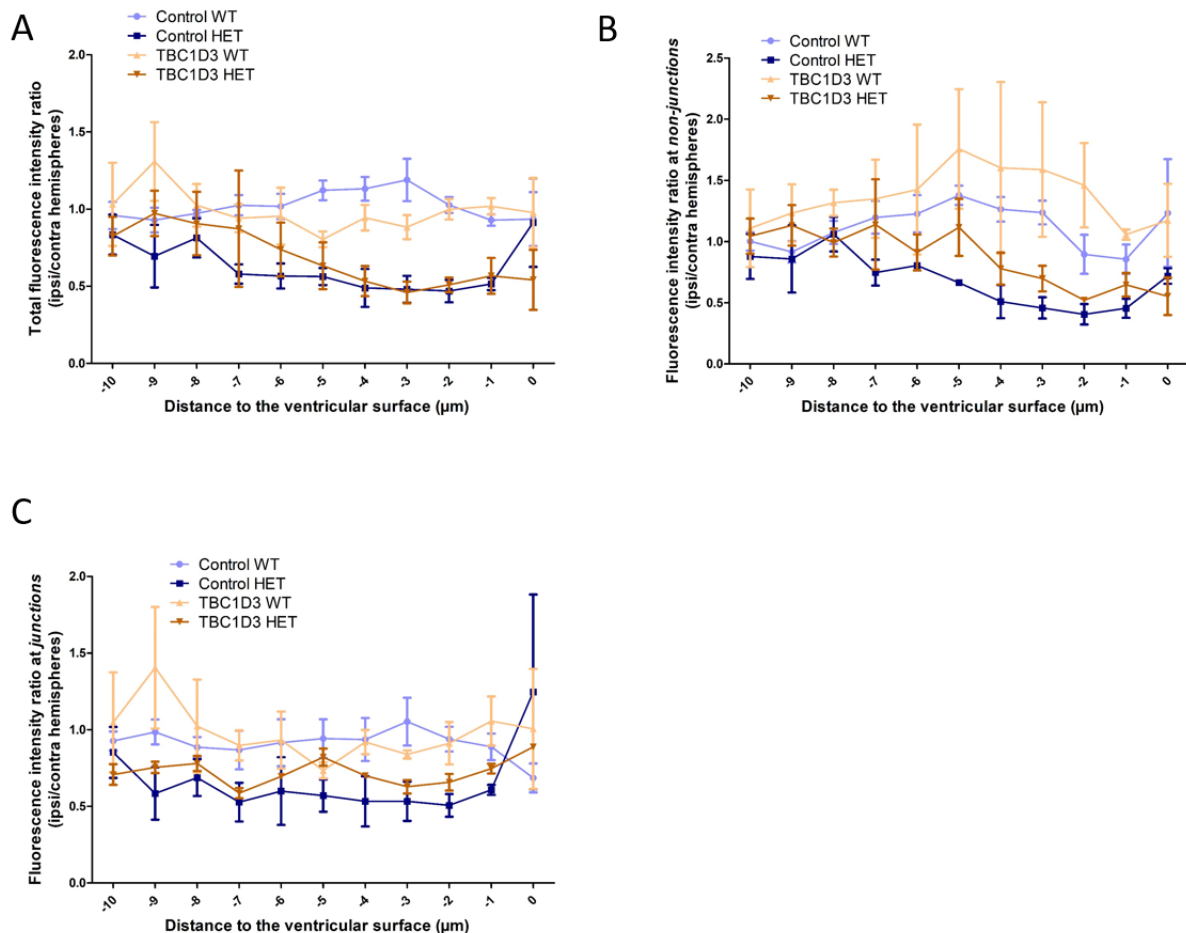 A
Control WT
Control HET
TBC1D3 WT
TBC1D3 HET
Total fluorescence intensity ratio
(ipsi/contra hemispheres)
2.0
1.5
1.0
0.5
0.0
-10 -9 -8 -7 -6 -5 -4 -3 -2 -1 0
Distance to the ventricular surface (µm)
B
Control WT
Control HET
TBC1D3 WT
TBC1D3 HET
Fluorescence intensity ratio at non-junctions
(ipsi/contra hemispheres)
2.5
2.0
1.5
1.0
0.5
0.0
-10 -9 -8 -7 -6 -5 -4 -3 -2 -1 0
Distance to the ventricular surface (µm)
C
Control WT
Control HET
TBC1D3 WT
TBC1D3 HET
Fluorescence intensity ratio at junctions
(ipsi/contra hemispheres)
2.0
1.5
1.0
0.5
0.0
-10 -9 -8 -7 -6 -5 -4 -3 -2 -1 0
Distance to the ventricular surface (µm)